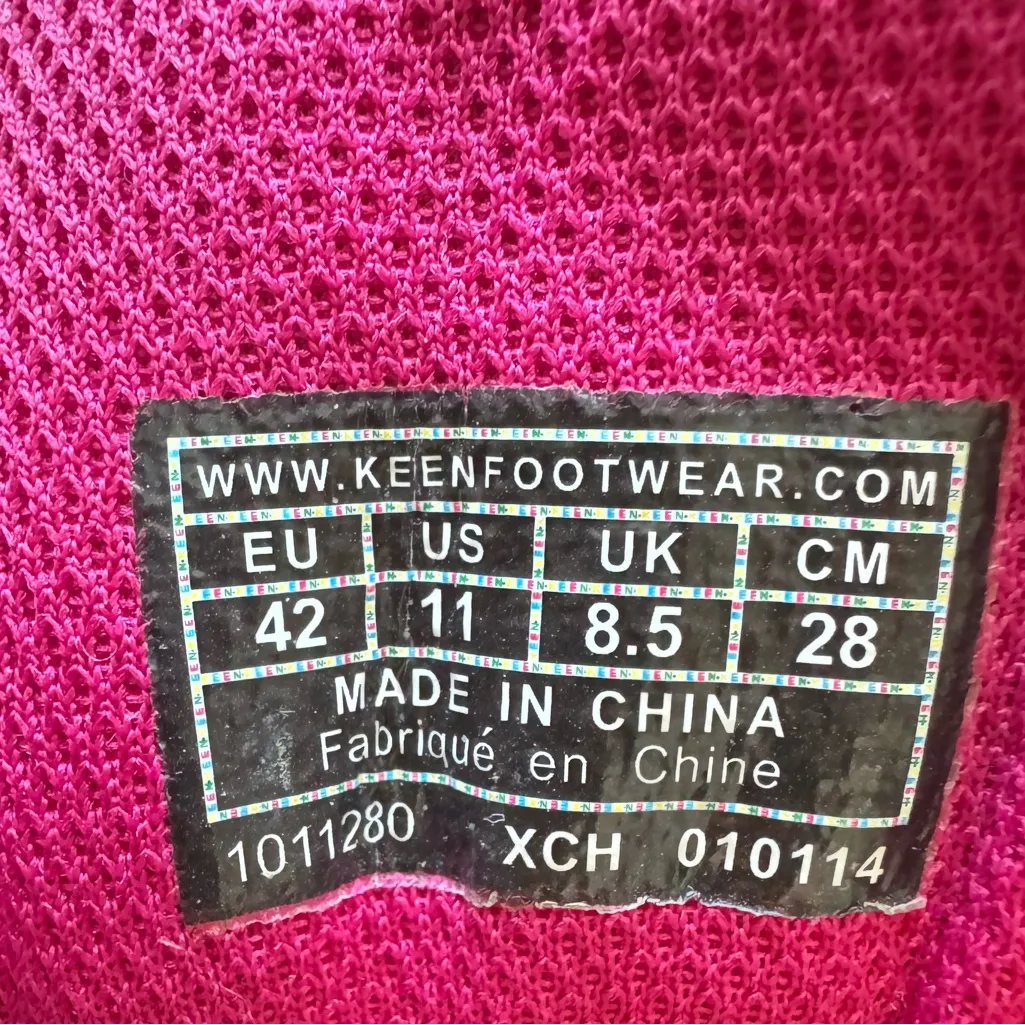 WWW.KEENFOOTWEAR.COM
EU US UK CM
42 11 8.5 28
MADE IN CHINA
Fabriqué en Chine
1011280 XCH 010114